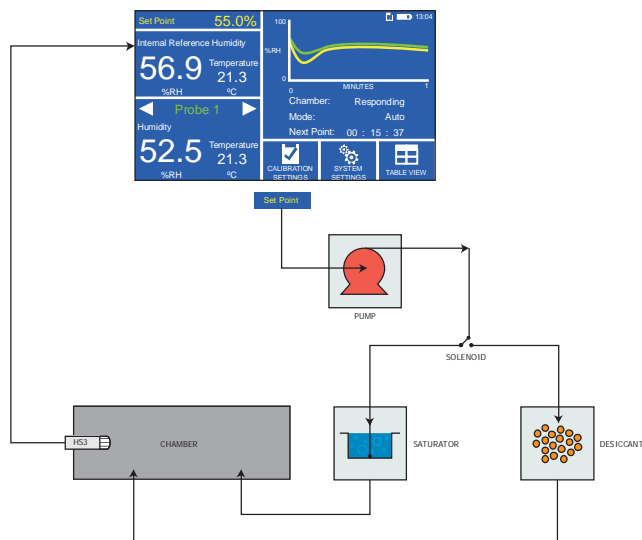 Set Point 55.0%
13:04
Internal Reference Humidity
56.9
Temperature
21.3
%RH ºC
100
%RH
0
0 MINUTES 1
Probe 1
Humidity
52.5
Temperature
21.3
%RH ºC
Chamber: Responding
Mode: Auto
Next Point: 00 : 15 : 37
CALIBRATION
SETTINGS
SYSTEM
SETTINGS
TABLE VIEW
Set Point
PUMP
SOLENOID
HS3
CHAMBER
SATURATOR
DESICCANT